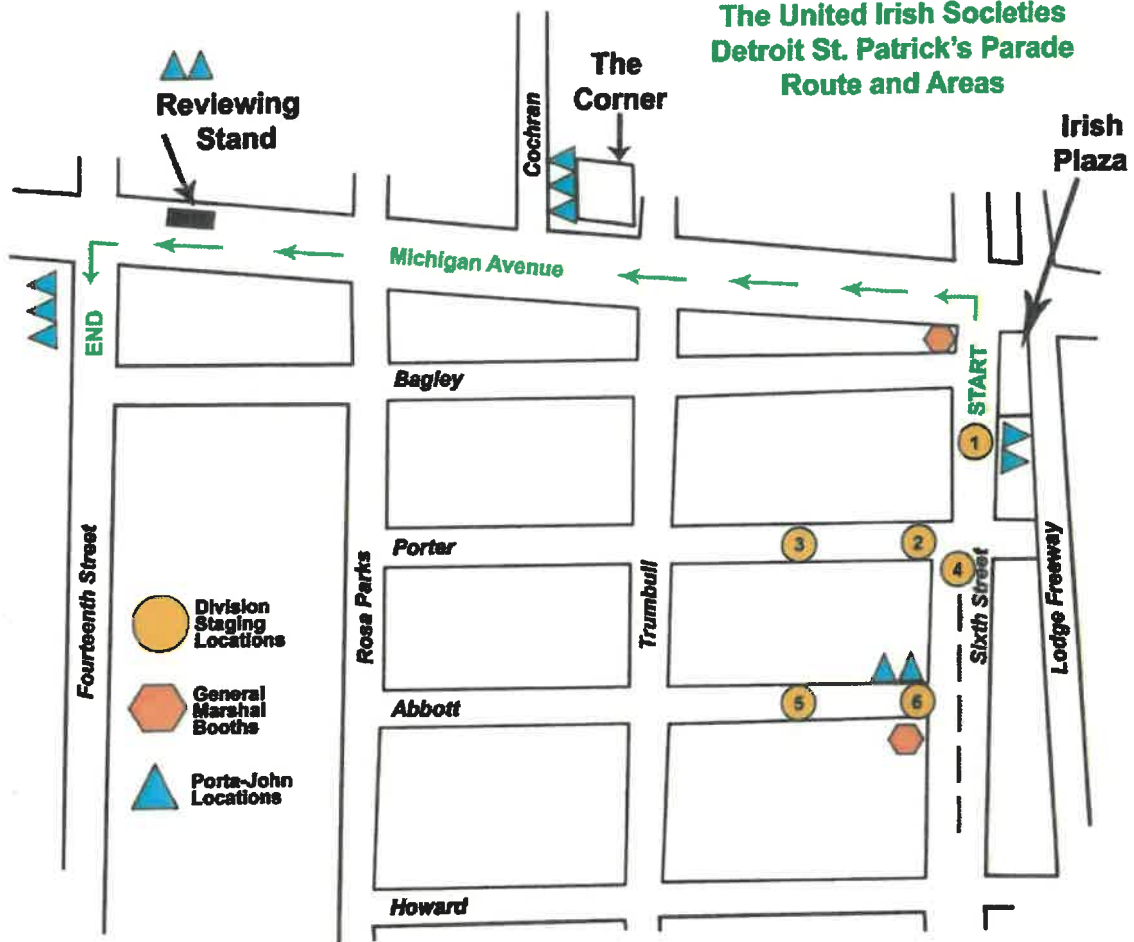 The United Irish Societies
Detroit St. Patrick's Parade
Route and Areas
Reviewing
Stand
The
Corner
Cochran
Irish
Plaza
Michigan Avenue
END
START
Bagley
1
Porter
3
2
4
Fourteenth Street
Rosa Parks
Trumbull
Sixth Street
Lodge Freeway
Division
Staging
Locations
General
Marshal
Booths
Porta-John
Locations
Abbott
5
6
Howard